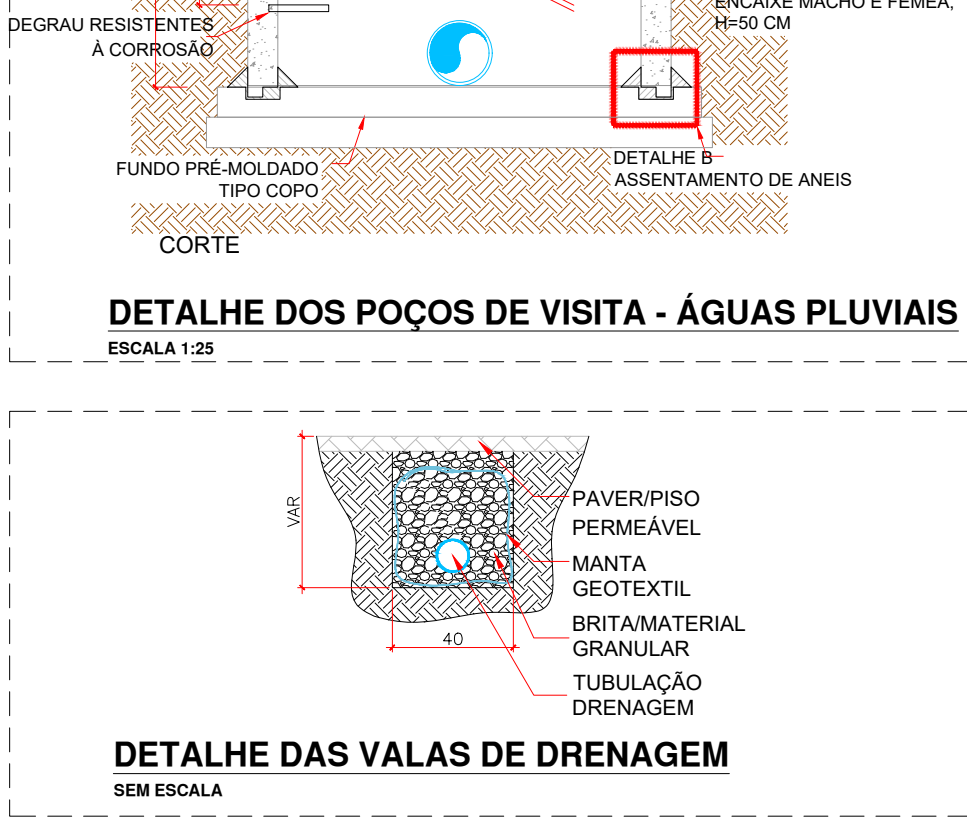 ENCAIXE MACHO E FÊMEA,
H=50 CM
DEGRAU RESISTENTES
À CORROSÃO
FUNDO PRÉ-MOLDADO
TIPO COPO
DETALHE B
ASSENTAMENTO DE ANEIS
CORTE
DETALHE DOS POÇOS DE VISITA - ÁGUAS PLUVIAIS
ESCALA 1:25
VAR
40
PAVER/PISO
PERMEÁVEL
MANTA
GEOTEXTIL
BRITA/MATERIAL
GRANULAR
TUBULAÇÃO
DRENAGEM
DETALHE DAS VALAS DE DRENAGEM
SEM ESCALA